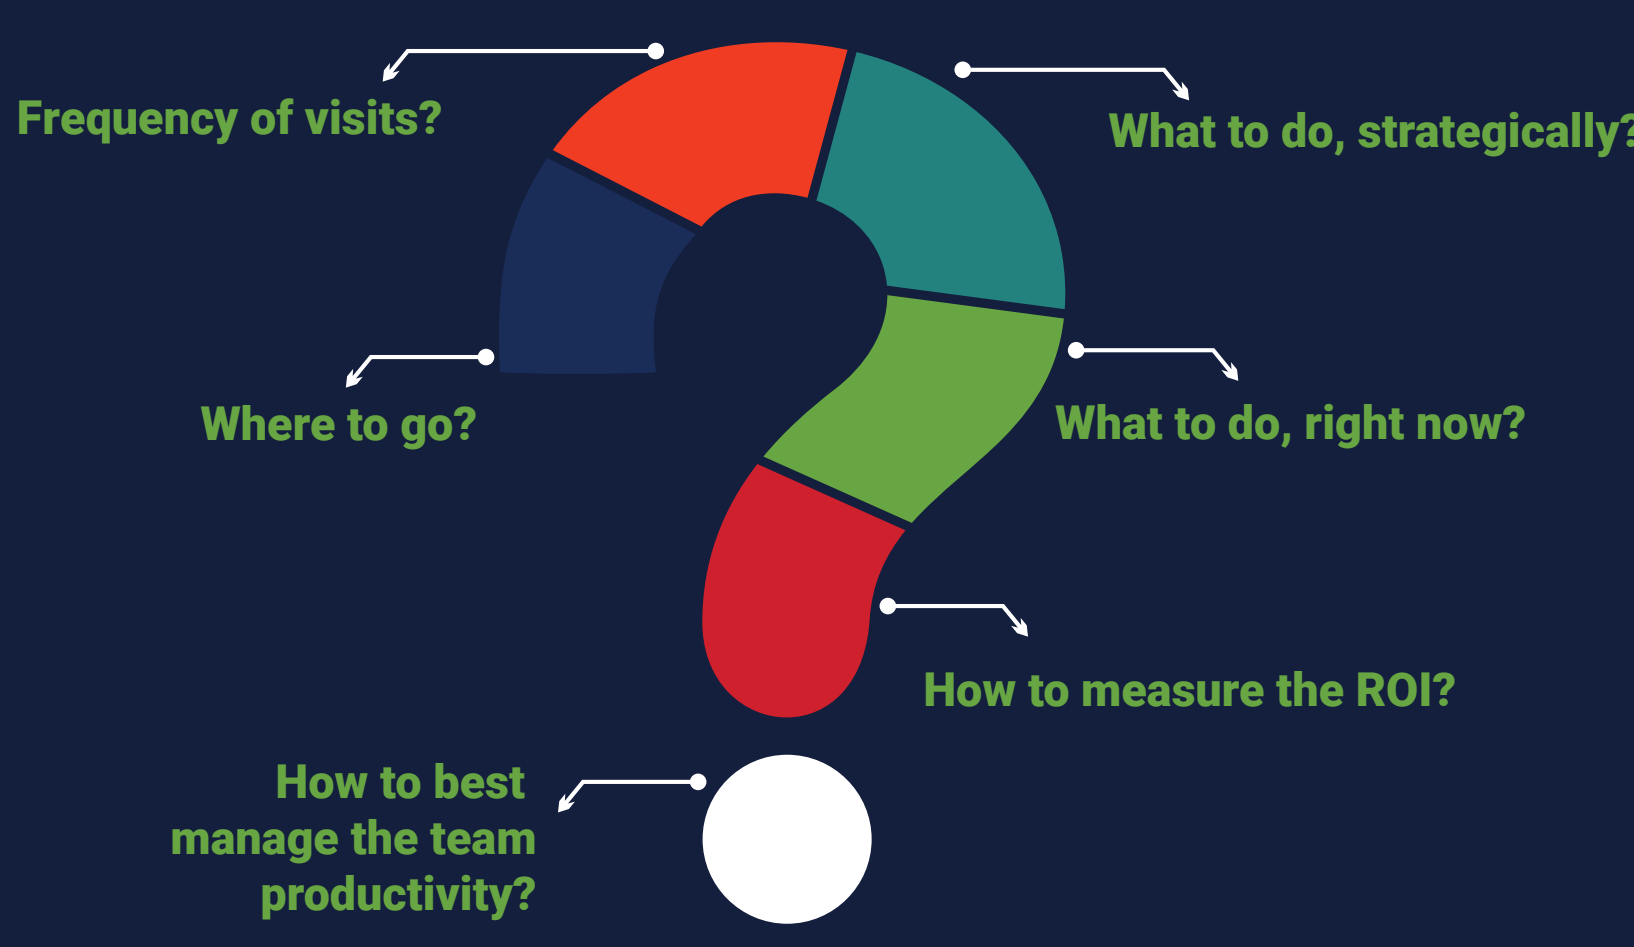 Frequency of visits?
What to do, strategically?
Where to go?
What to do, right now?
How to measure the ROI?
How to best
manage the team
productivity?